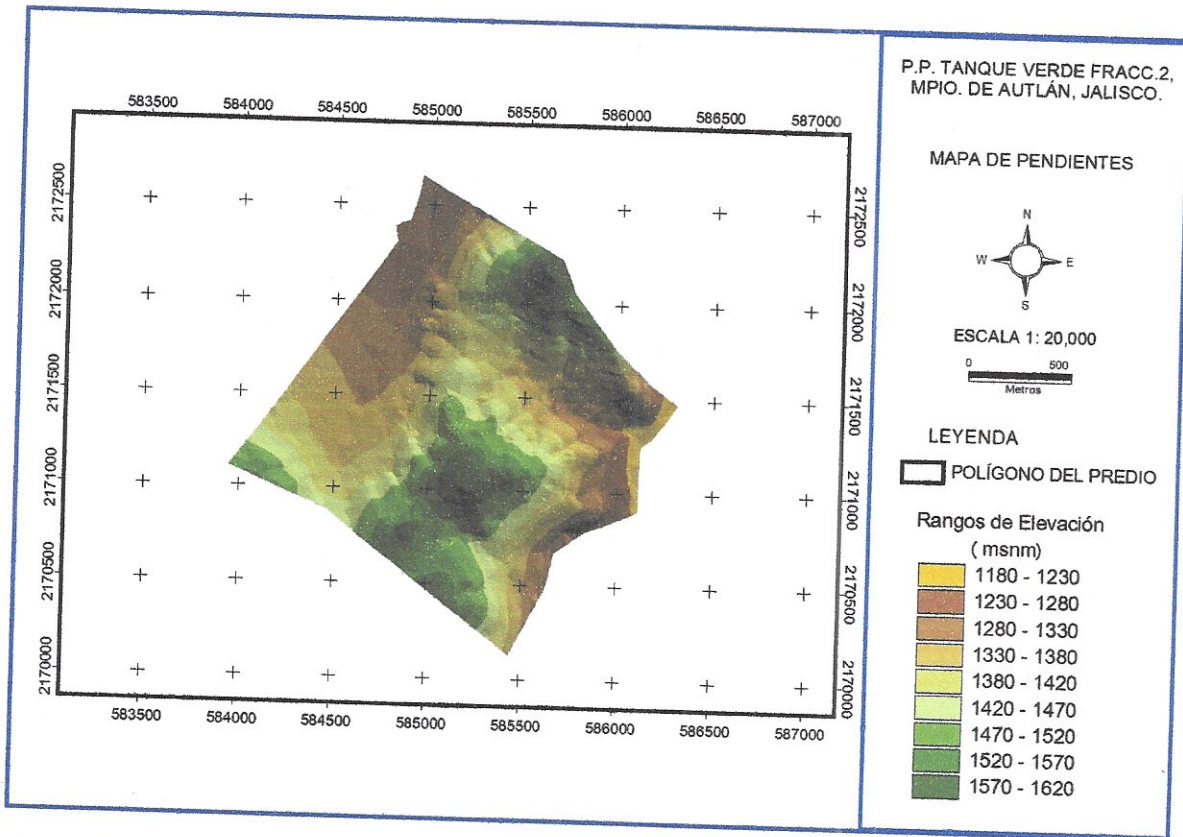 P.P. TANQUE VERDE FRACC.2,
MPIO. DE AUTLÁN, JALISCO.
MAPA DE PENDIENTES
N
W E
S
ESCALA 1: 20,000
0 500
Metros
LEYENDA
POLÍGONO DEL PREDIO
Rangos de Elevación
( msnm)
1180 - 1230
1230 - 1280
1280 - 1330
1330 - 1380
1380 - 1420
1420 - 1470
1470 - 1520
1520 - 1570
1570 - 1620
583500 584000 584500 585000 585500 586000 586500 587000
2172500
2172000
2171500
2171000
2170500
2170000
2172500
2172000
2171500
2171000
2170500
2170000
583500 584000 584500 585000 585500 586000 586500 587000